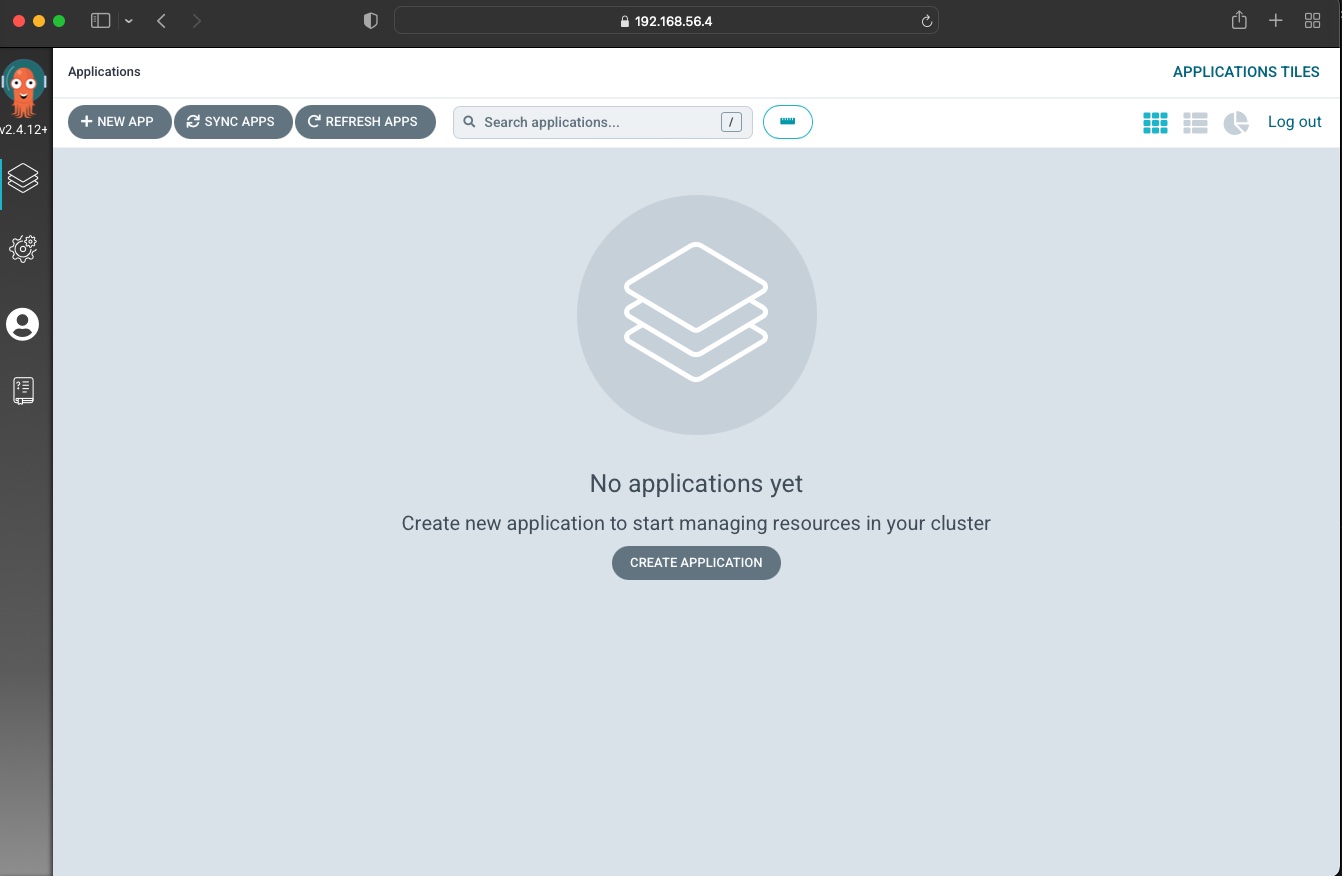 192.168.56.4
Applications
APPLICATIONS TILES
v2.4.12+
NEW APP
SYNC APPS
REFRESH APPS
Search applications...
/
Log out
No applications yet
Create new application to start managing resources in your cluster
CREATE APPLICATION